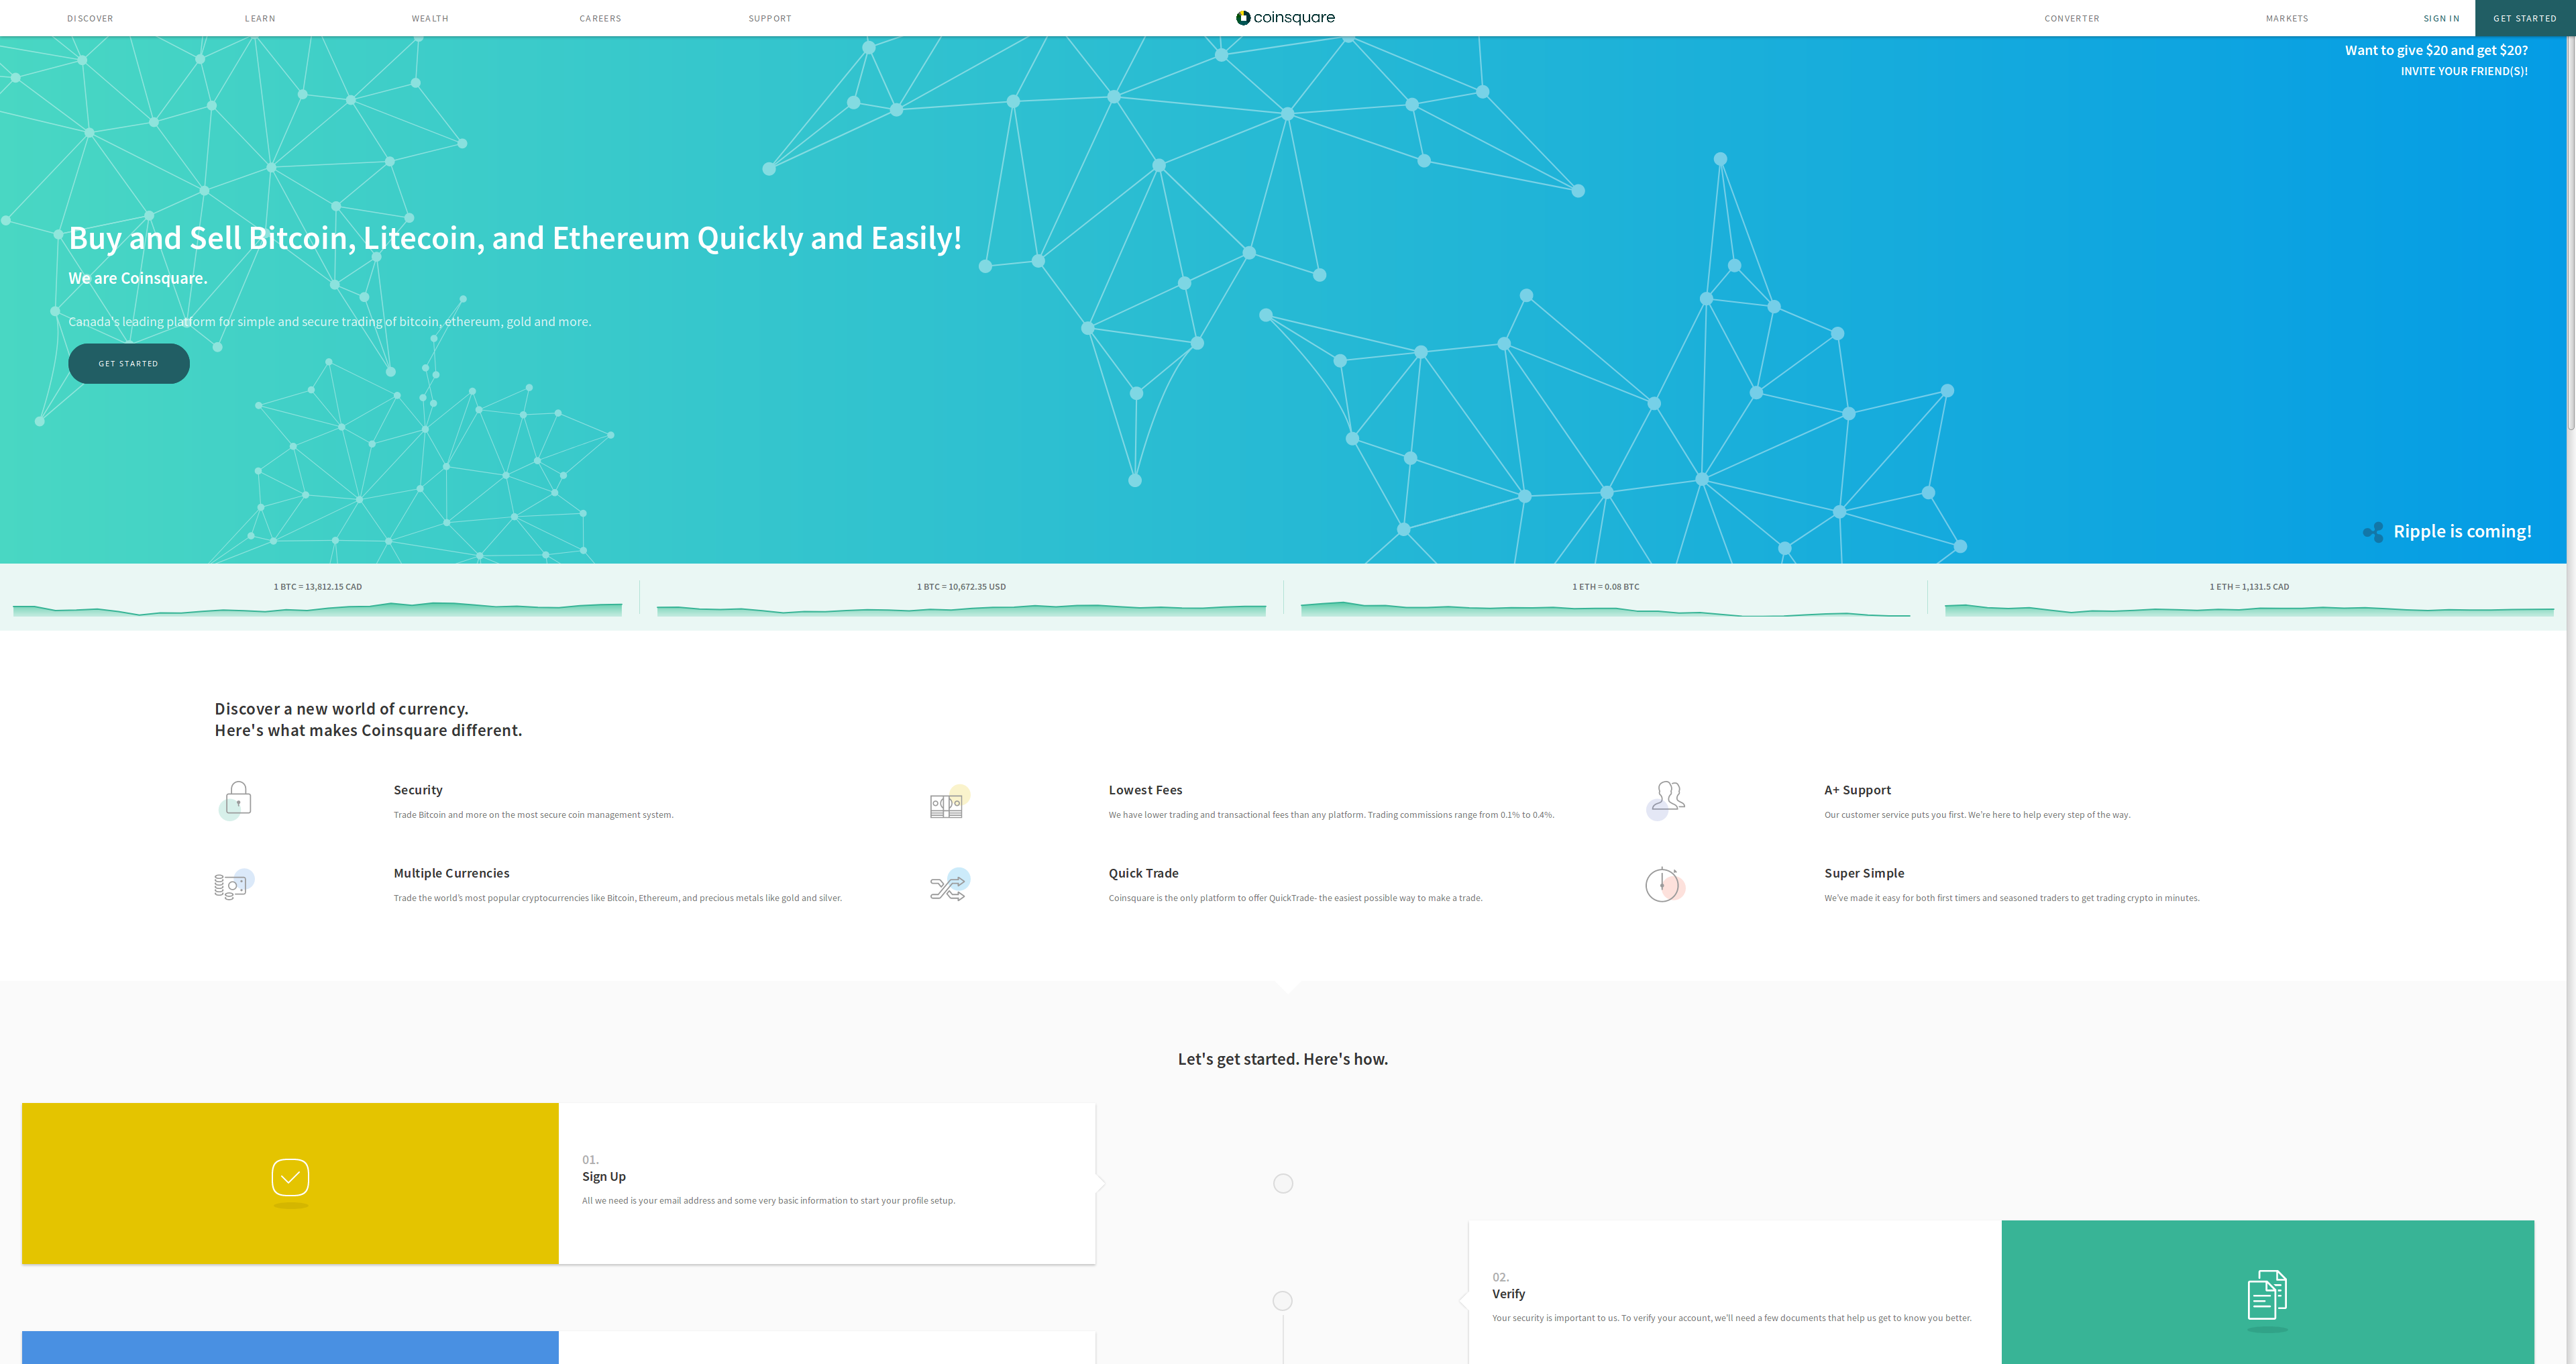 DISCOVER LEARN WEALTH CAREERS SUPPORT coinsquare CONVERTER MARKETS SIGN IN GET STARTED
Want to give $20 and get $20?
INVITE YOUR FRIEND(S)!
Buy and Sell Bitcoin, Litecoin, and Ethereum Quickly and Easily!
We are Coinsquare.
Canada's leading platform for simple and secure trading of bitcoin, ethereum, gold and more.
GET STARTED
Ripple is coming!
1 BTC = 13,812.15 CAD
1 BTC = 10,672.35 USD
1 ETH = 0.08 BTC
1 ETH = 1,131.5 CAD
Discover a new world of currency.
Here's what makes Coinsquare different.
Security
Trade Bitcoin and more on the most secure coin management system.
Lowest Fees
We have lower trading and transactional fees than any platform. Trading commissions range from 0.1% to 0.4%.
A+ Support
Our customer service puts you first. We're here to help every step of the way.
Multiple Currencies
Trade the world's most popular cryptocurrencies like Bitcoin, Ethereum, and precious metals like gold and silver.
Quick Trade
Coinsquare is the only platform to offer QuickTrade- the easiest possible way to make a trade.
Super Simple
We've made it easy for both first timers and seasoned traders to get trading crypto in minutes.
Let's get started. Here's how.
01.
Sign Up
All we need is your email address and some very basic information to start your profile setup.
02.
Verify
Your security is important to us. To verify your account, we'll need a few documents that help us get to know you better.